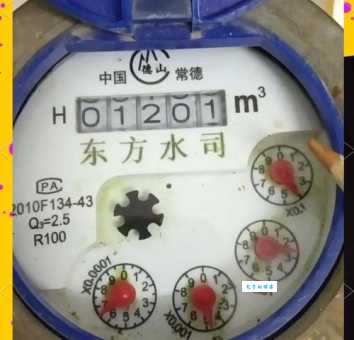 德山
中国 常德
H 01201 m³
东方水司
PA
2010F134-43
Q₃=2.5
R100
X0.1
X0.001
X0.0001